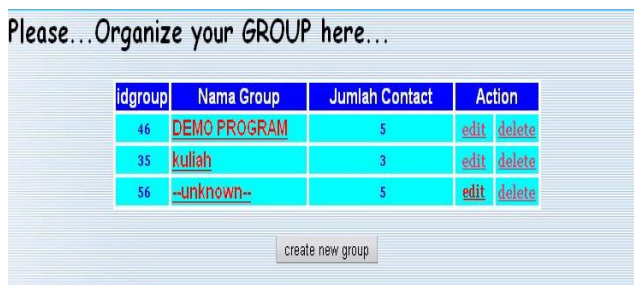 Please...Organize your GROUP here...
idgroup Nama Group Jumlah Contact Action
46 DEMO PROGRAM 5 edit delete
35 kuliah 3 edit delete
56 --unknown-- 5 edit delete
create new group